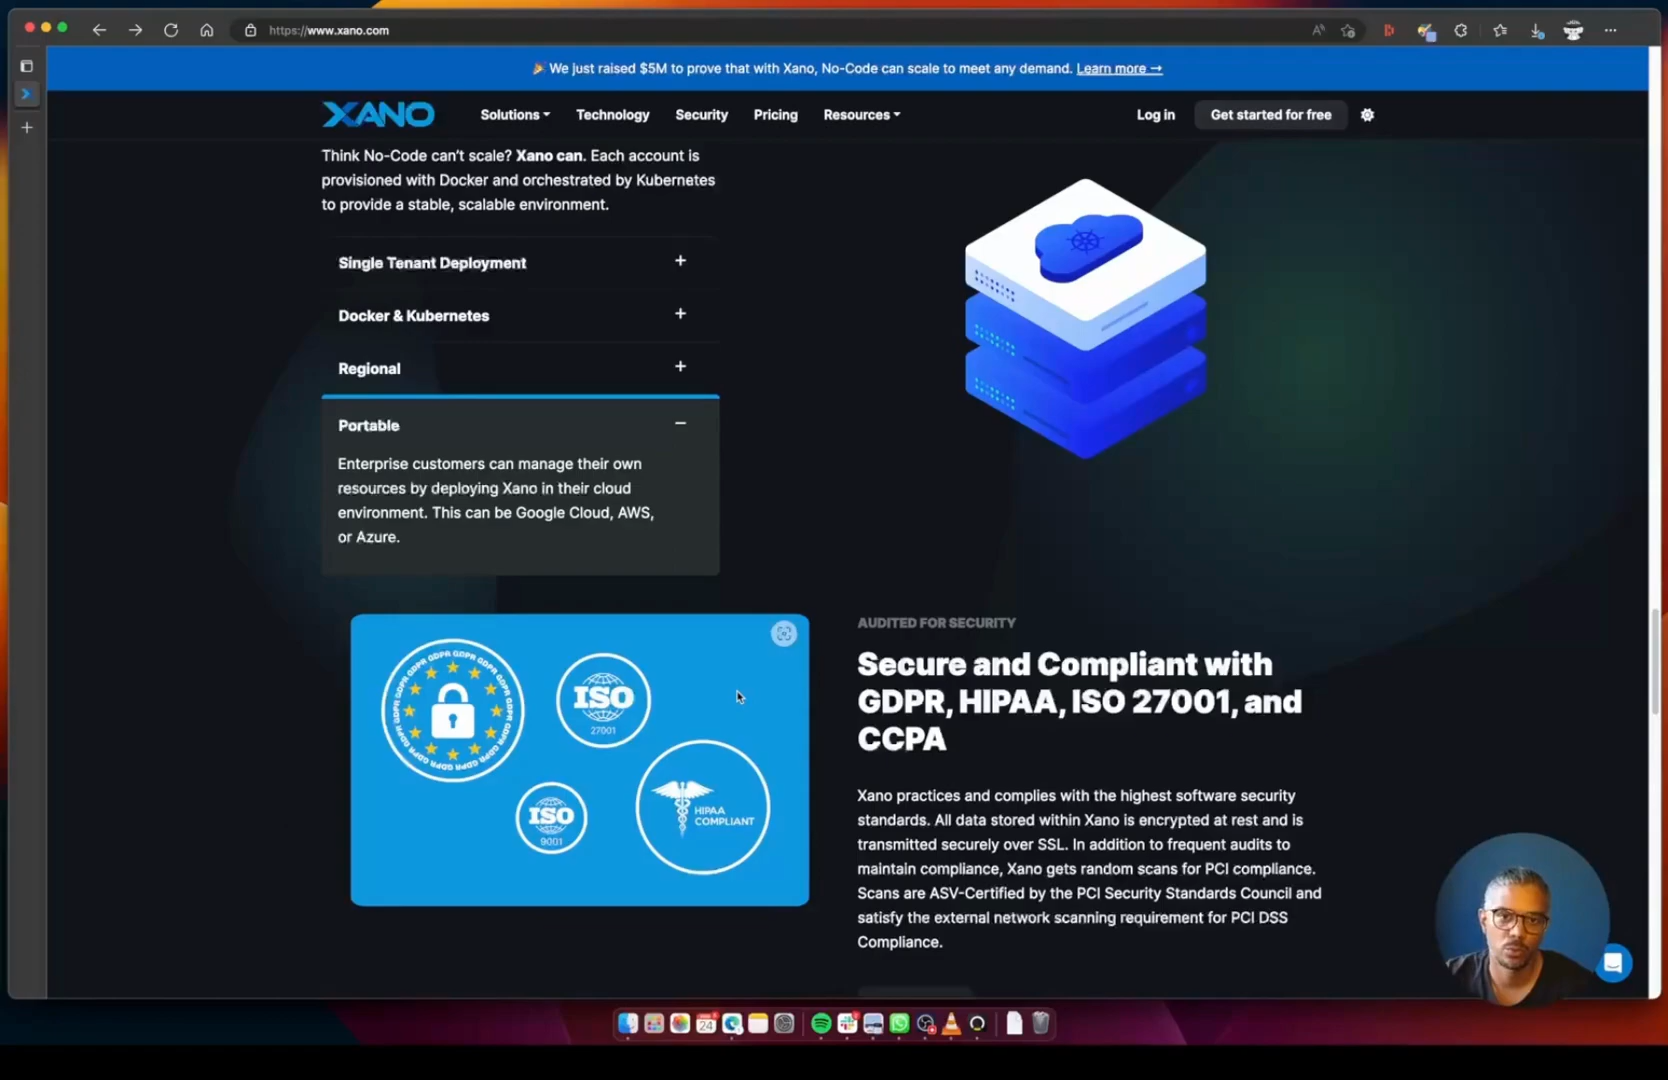 https://www.xano.com
🎉 We just raised $5M to prove that with Xano, No-Code can scale to meet any demand. Learn more →
XANO
Solutions
Technology
Security
Pricing
Resources
Log in
Get started for free
Think No-Code can't scale? Xano can. Each account is
provisioned with Docker and orchestrated by Kubernetes
to provide a stable, scalable environment.
Single Tenant Deployment +
Docker & Kubernetes +
Regional +
Portable −
Enterprise customers can manage their own
resources by deploying Xano in their cloud
environment. This can be Google Cloud, AWS,
or Azure.
GDPR GDPR GDPR GDPR GDPR GDPR GDPR GDPR
ISO
27001
ISO
9001
HIPAA
COMPLIANT
AUDITED FOR SECURITY
Secure and Compliant with
GDPR, HIPAA, ISO 27001, and
CCPA
Xano practices and complies with the highest software security
standards. All data stored within Xano is encrypted at rest and is
transmitted securely over SSL. In addition to frequent audits to
maintain compliance, Xano gets random scans for PCI compliance.
Scans are ASV-Certified by the PCI Security Standards Council and
satisfy the external network scanning requirement for PCI DSS
Compliance.
24